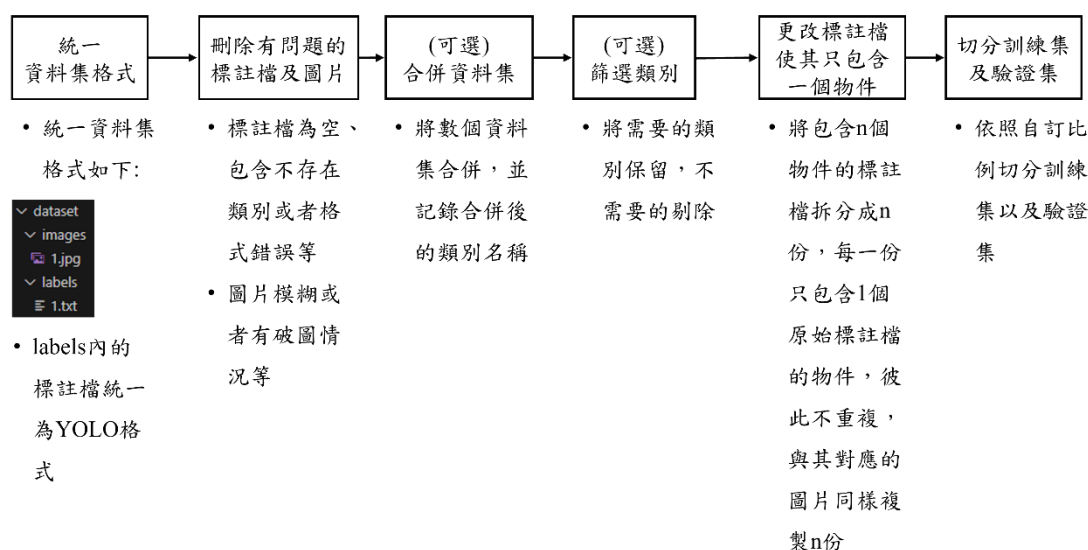 統一
資料集格式
刪除有問題的
標註檔及圖片
(可選)
合併資料集
(可選)
篩選類別
更改標註檔
使其只包含
一個物件
切分訓練集
及驗證集
• 統一資料集
格式如下:
dataset
images
1.jpg
labels
1.txt
• labels內的
標註檔統一
為YOLO格
式
• 標註檔為空、
包含不存在
類別或者格
式錯誤等
• 圖片模糊或
者有破圖情
況等
• 將數個資料
集合併，並
記錄合併後
的類別名稱
• 將需要的類
別保留，不
需要的剔除
• 將包含n個
物件的標註
檔拆分成n
份，每一份
只包含1個
原始標註檔
的物件，彼
此不重複，
與其對應的
圖片同樣複
製n份
• 依照自訂比
例切分訓練
集以及驗證
集